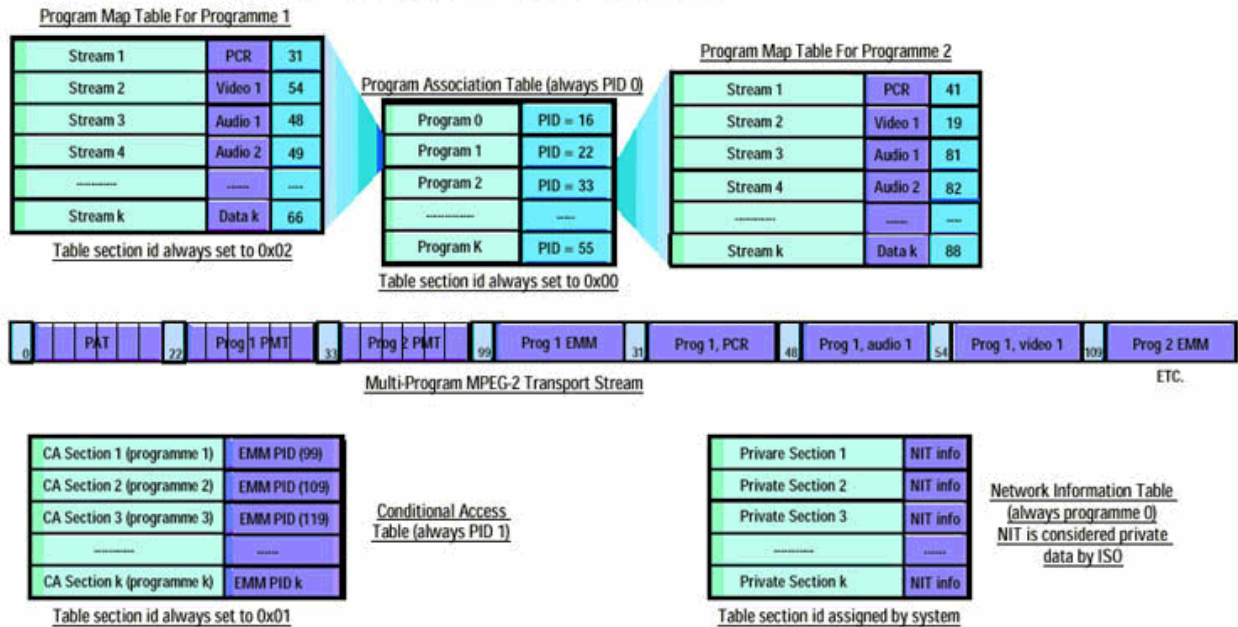 Program Map Table For Programme 1
Stream 1 PCR 31
Stream 2 Video 1 54
Stream 3 Audio 1 48
Stream 4 Audio 2 49
---------- ------ ----
Stream k Data k 66
Table section id always set to 0x02
Program Association Table (always PID 0)
Program 0 PID = 16
Program 1 PID = 22
Program 2 PID = 33
---------- -----
Program K PID = 55
Table section id always set to 0x00
Program Map Table For Programme 2
Stream 1 PCR 41
Stream 2 Video 1 19
Stream 3 Audio 1 81
Stream 4 Audio 2 82
---------- ------ ----
Stream k Data k 88
0 PAT 22 Prog 1 PMT 33 Prog 2 PMT 99 Prog 1 EMM 31 Prog 1, PCR 48 Prog 1, audio 1 54 Prog 1, video 1 109 Prog 2 EMM
Multi-Program MPEG-2 Transport Stream
ETC.
CA Section 1 (programme 1) EMM PID (99)
CA Section 2 (programme 2) EMM PID (109)
CA Section 3 (programme 3) EMM PID (119)
---------- ------
CA Section k (programme k) EMM PID k
Table section id always set to 0x01
Conditional Access
Table (always PID 1)
Privare Section 1 NIT info
Private Section 2 NIT info
Private Section 3 NIT info
---------- ------
Private Section k NIT info
Table section id assigned by system
Network Information Table
(always programme 0)
NIT is considered private
data by ISO